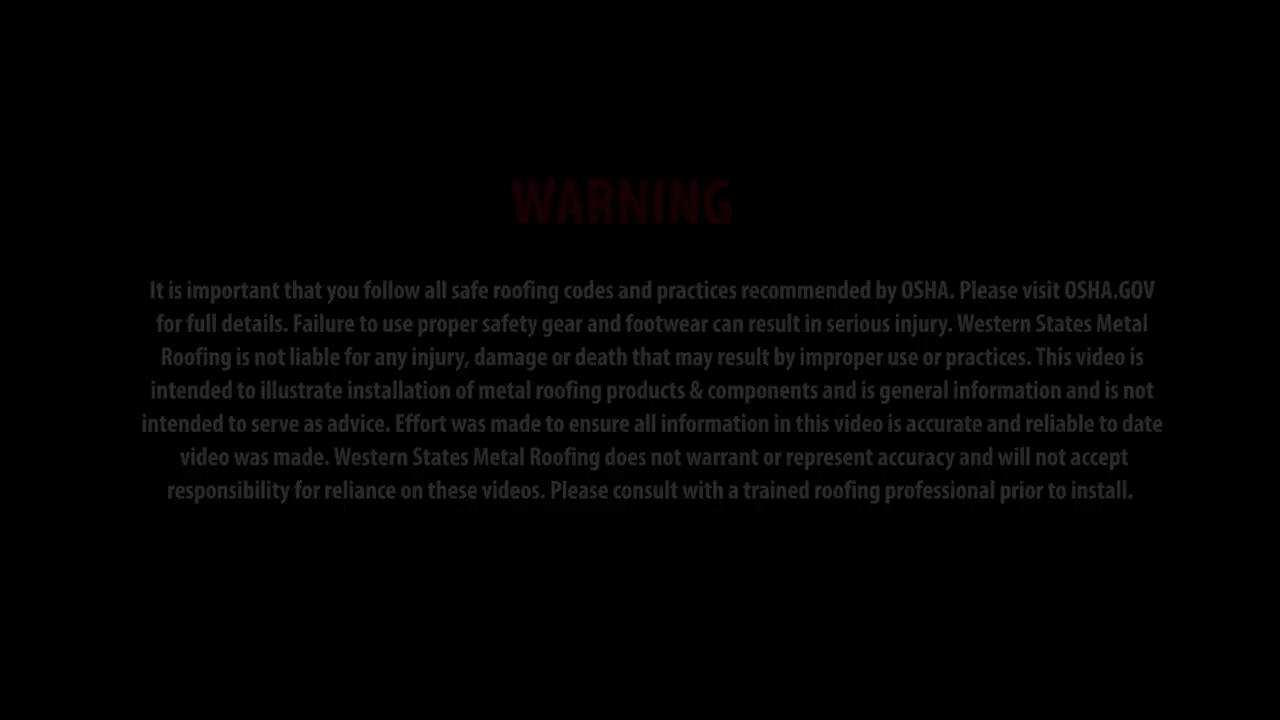 WARNING
It is important that you follow all safe roofing codes and practices recommended by OSHA. Please visit OSHA.GOV
for full details. Failure to use proper safety gear and footwear can result in serious injury. Western States Metal
Roofing is not liable for any injury, damage or death that may result by improper use or practices. This video is
intended to illustrate installation of metal roofing products & components and is general information and is not
intended to serve as advice. Effort was made to ensure all information in this video is accurate and reliable to date
video was made. Western States Metal Roofing does not warrant or represent accuracy and will not accept
responsibility for reliance on these videos. Please consult with a trained roofing professional prior to install.